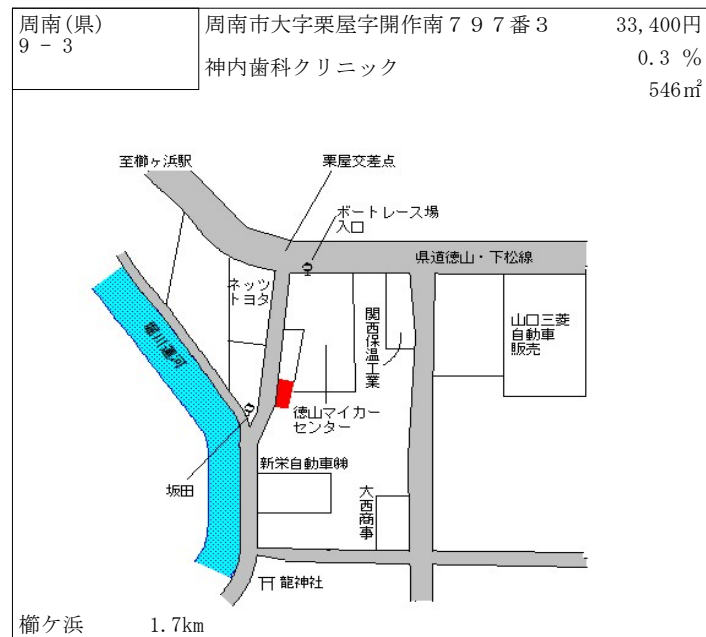 周南(県)
9 － 3
周南市大字栗屋字開作南７９７番３
33,400円
神内歯科クリニック
0.3 %
546㎡
至櫛ヶ浜駅
栗屋交差点
ボートレース場
入口
県道徳山・下松線
ネッツ
トヨタ
関西保温工業
山口三菱
自動車
販売
堀川運河
徳山マイカー
センター
新栄自動車㈱
坂田
大西商事
龍神社
櫛ケ浜
1.7km